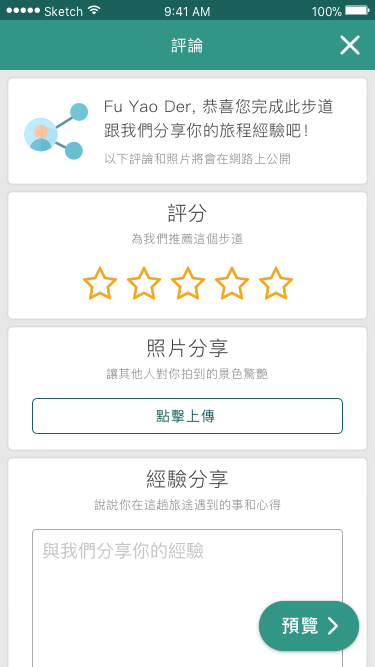 Sketch 9:41 AM 100%
評論
Fu Yao Der, 恭喜您完成此步道
跟我們分享你的旅程經驗吧!
以下評論和照片將會在網路上公開
評分
為我們推薦這個步道
照片分享
讓其他人對你拍到的景色驚艷
點擊上傳
經驗分享
說說你在這趟旅途遇到的事和心得
與我們分享你的經驗
預覽